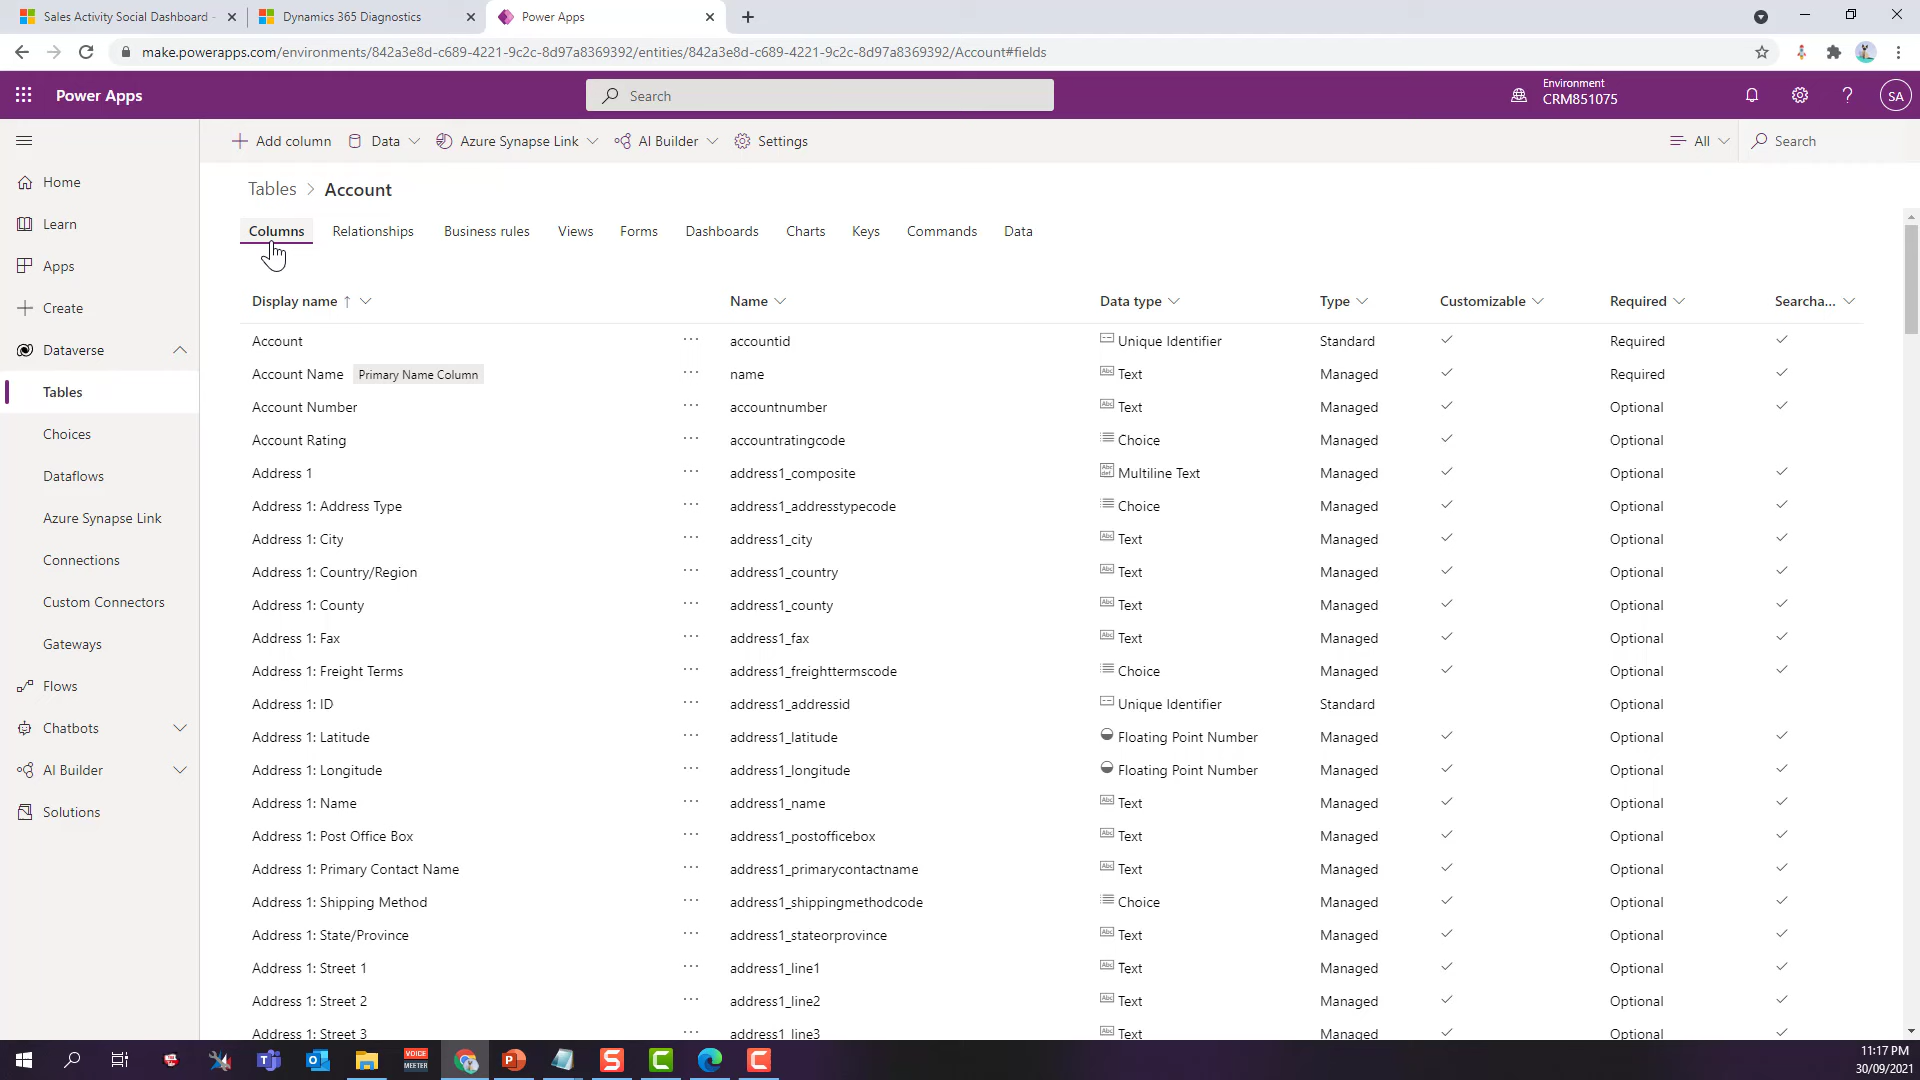 Sales Activity Social Dashboard -
Dynamics 365 Diagnostics
Power Apps
make.powerapps.com/environments/842a3e8d-c689-4221-9c2c-8d97a8369392/entities/842a3e8d-c689-4221-9c2c-8d97a8369392/Account#fields
Power Apps
Search
Environment
CRM851075
SA
Add column
Data
Azure Synapse Link
AI Builder
Settings
All
Search
Home
Learn
Apps
Create
Dataverse
Tables
Choices
Dataflows
Azure Synapse Link
Connections
Custom Connectors
Gateways
Flows
Chatbots
AI Builder
Solutions
Tables > Account
Columns Relationships Business rules Views Forms Dashboards Charts Keys Commands Data
Display name ↑ Name Data type Type Customizable Required Searcha...
Account ··· accountid Unique Identifier Standard ✓ Required ✓
Account Name Primary Name Column ··· name Text Managed ✓ Required ✓
Account Number ··· accountnumber Text Managed ✓ Optional ✓
Account Rating ··· accountratingcode Choice Managed ✓ Optional
Address 1 ··· address1_composite Multiline Text Managed ✓ Optional ✓
Address 1: Address Type ··· address1_addresstypecode Choice Managed ✓ Optional ✓
Address 1: City ··· address1_city Text Managed ✓ Optional ✓
Address 1: Country/Region ··· address1_country Text Managed ✓ Optional ✓
Address 1: County ··· address1_county Text Managed ✓ Optional ✓
Address 1: Fax ··· address1_fax Text Managed ✓ Optional ✓
Address 1: Freight Terms ··· address1_freighttermscode Choice Managed ✓ Optional ✓
Address 1: ID ··· address1_addressid Unique Identifier Standard Optional
Address 1: Latitude ··· address1_latitude Floating Point Number Managed ✓ Optional ✓
Address 1: Longitude ··· address1_longitude Floating Point Number Managed ✓ Optional ✓
Address 1: Name ··· address1_name Text Managed ✓ Optional ✓
Address 1: Post Office Box ··· address1_postofficebox Text Managed ✓ Optional ✓
Address 1: Primary Contact Name ··· address1_primarycontactname Text Managed ✓ Optional ✓
Address 1: Shipping Method ··· address1_shippingmethodcode Choice Managed ✓ Optional ✓
Address 1: State/Province ··· address1_stateorprovince Text Managed ✓ Optional ✓
Address 1: Street 1 ··· address1_line1 Text Managed ✓ Optional ✓
Address 1: Street 2 ··· address1_line2 Text Managed ✓ Optional ✓
Address 1: Street 3 ··· address1_line3 Text Managed ✓ Optional ✓
VOICE
MEETER
11:17 PM
30/09/2021